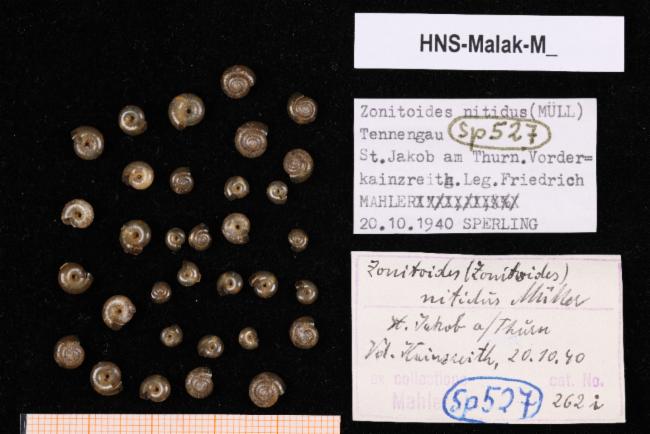 HNS-Malak-M_
Zonitoides nitidus(MÜLL)
Tennengau Sp527
St.Jakob am Thurn.Vorder=
kainzreith.Leg.Friedrich
MAHLER
20.10.1940 SPERLING
Zonitoides (Zonitoides)
nitidus Müller
St. Jakob a/Thurn
Vd. Kainzreith, 20.10.40
ex collectione cat. No.
Mahler Sp527 262 i